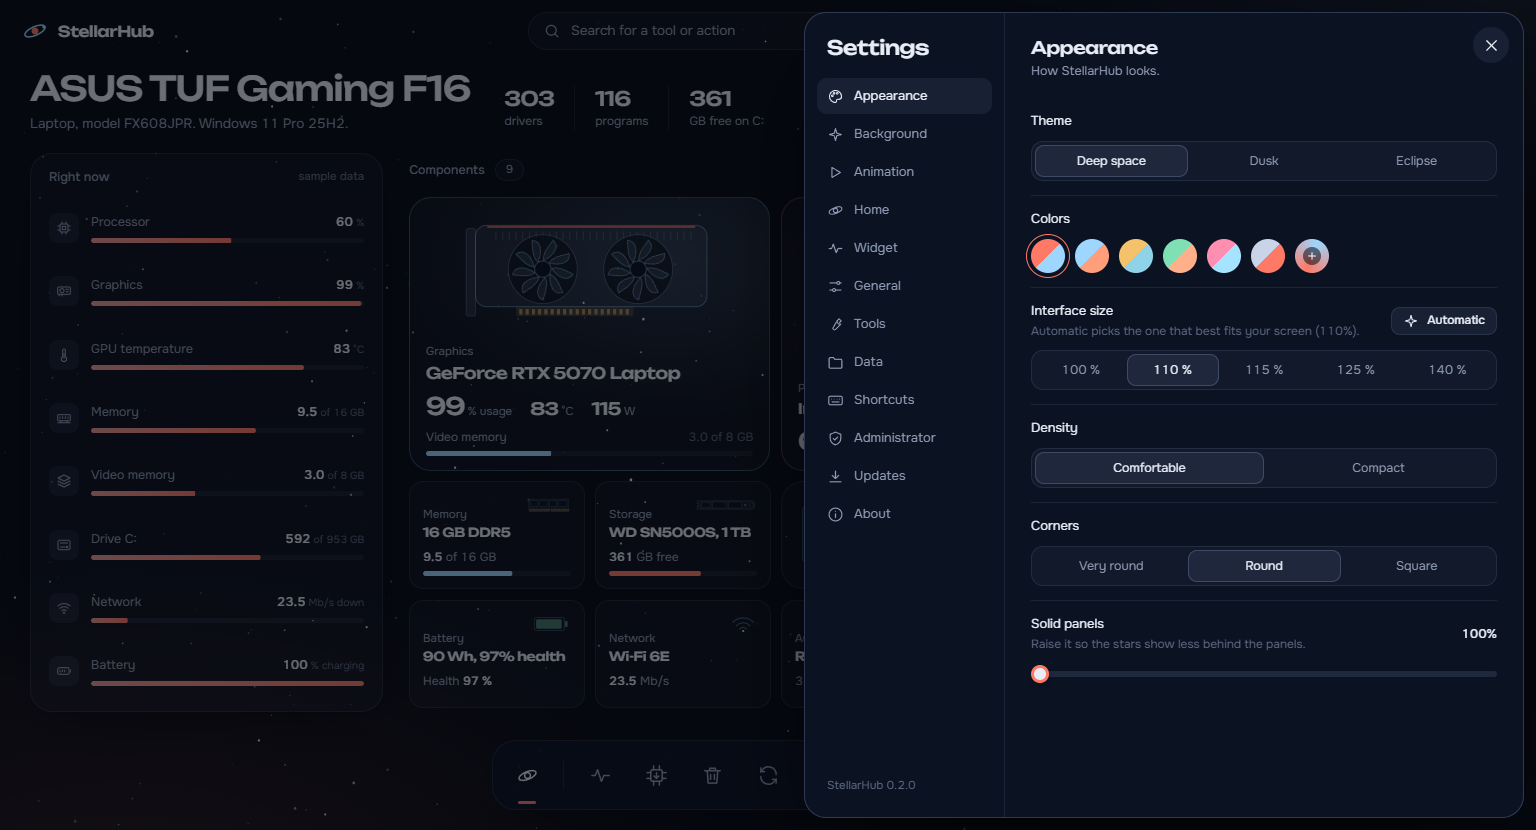 StellarHub
Search for a tool or action
ASUS TUF Gaming F16
Laptop, model FX608JPR. Windows 11 Pro 25H2.
303
drivers
116
programs
361
GB free on C:
Right now
sample data
Processor
60 %
Graphics
99 %
GPU temperature
83 °C
Memory
9.5 of 16 GB
Video memory
3.0 of 8 GB
Drive C:
592 of 953 GB
Network
23.5 Mb/s down
Battery
100 % charging
Components
9
Graphics
GeForce RTX 5070 Laptop
99 % usage
83 °C
115 W
Video memory
3.0 of 8 GB
Memory
16 GB DDR5
9.5 of 16 GB
Storage
WD SN5000S, 1 TB
361 GB free
Battery
90 Wh, 97% health
Health 97 %
Network
Wi-Fi 6E
23.5 Mb/s
Settings
Appearance
Background
Animation
Home
Widget
General
Tools
Data
Shortcuts
Administrator
Updates
About
StellarHub 0.2.0
Appearance
How StellarHub looks.
Theme
Deep space
Dusk
Eclipse
Colors
Interface size
Automatic picks the one that best fits your screen (110%).
Automatic
100 %
110 %
115 %
125 %
140 %
Density
Comfortable
Compact
Corners
Very round
Round
Square
Solid panels
Raise it so the stars show less behind the panels.
100%